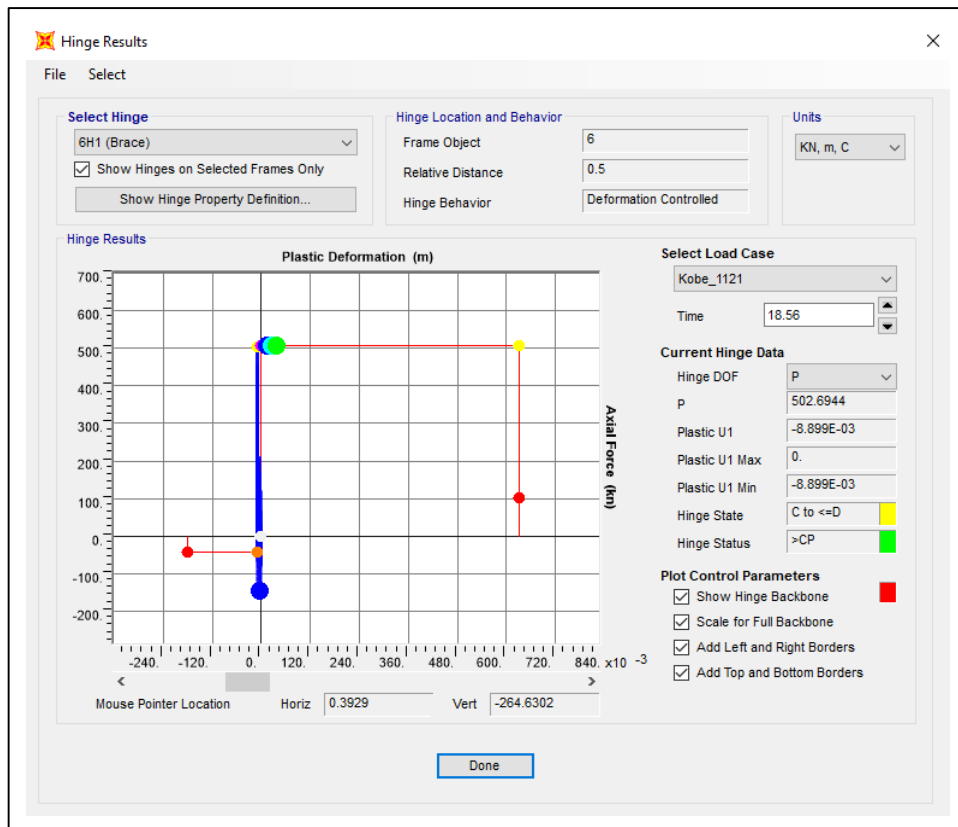 Hinge Results
File Select
Select Hinge
6H1 (Brace)
Show Hinges on Selected Frames Only
Show Hinge Property Definition...
Hinge Location and Behavior
Frame Object 6
Relative Distance 0.5
Hinge Behavior Deformation Controlled
Units
KN, m, C
Hinge Results
Plastic Deformation (m)
700.
600.
500.
400.
300.
200.
100.
0.
-100.
-200.
-240. -120. 0. 120. 240. 360. 480. 600. 720. 840. x10 -3
Axial Force (kn)
< >
Mouse Pointer Location Horiz 0.3929 Vert -264.6302
Select Load Case
Kobe_1121
Time 18.56
Current Hinge Data
Hinge DOF P
P 502.6944
Plastic U1 -8.899E-03
Plastic U1 Max 0.
Plastic U1 Min -8.899E-03
Hinge State C to <=D
Hinge Status >CP
Plot Control Parameters
Show Hinge Backbone
Scale for Full Backbone
Add Left and Right Borders
Add Top and Bottom Borders
Done